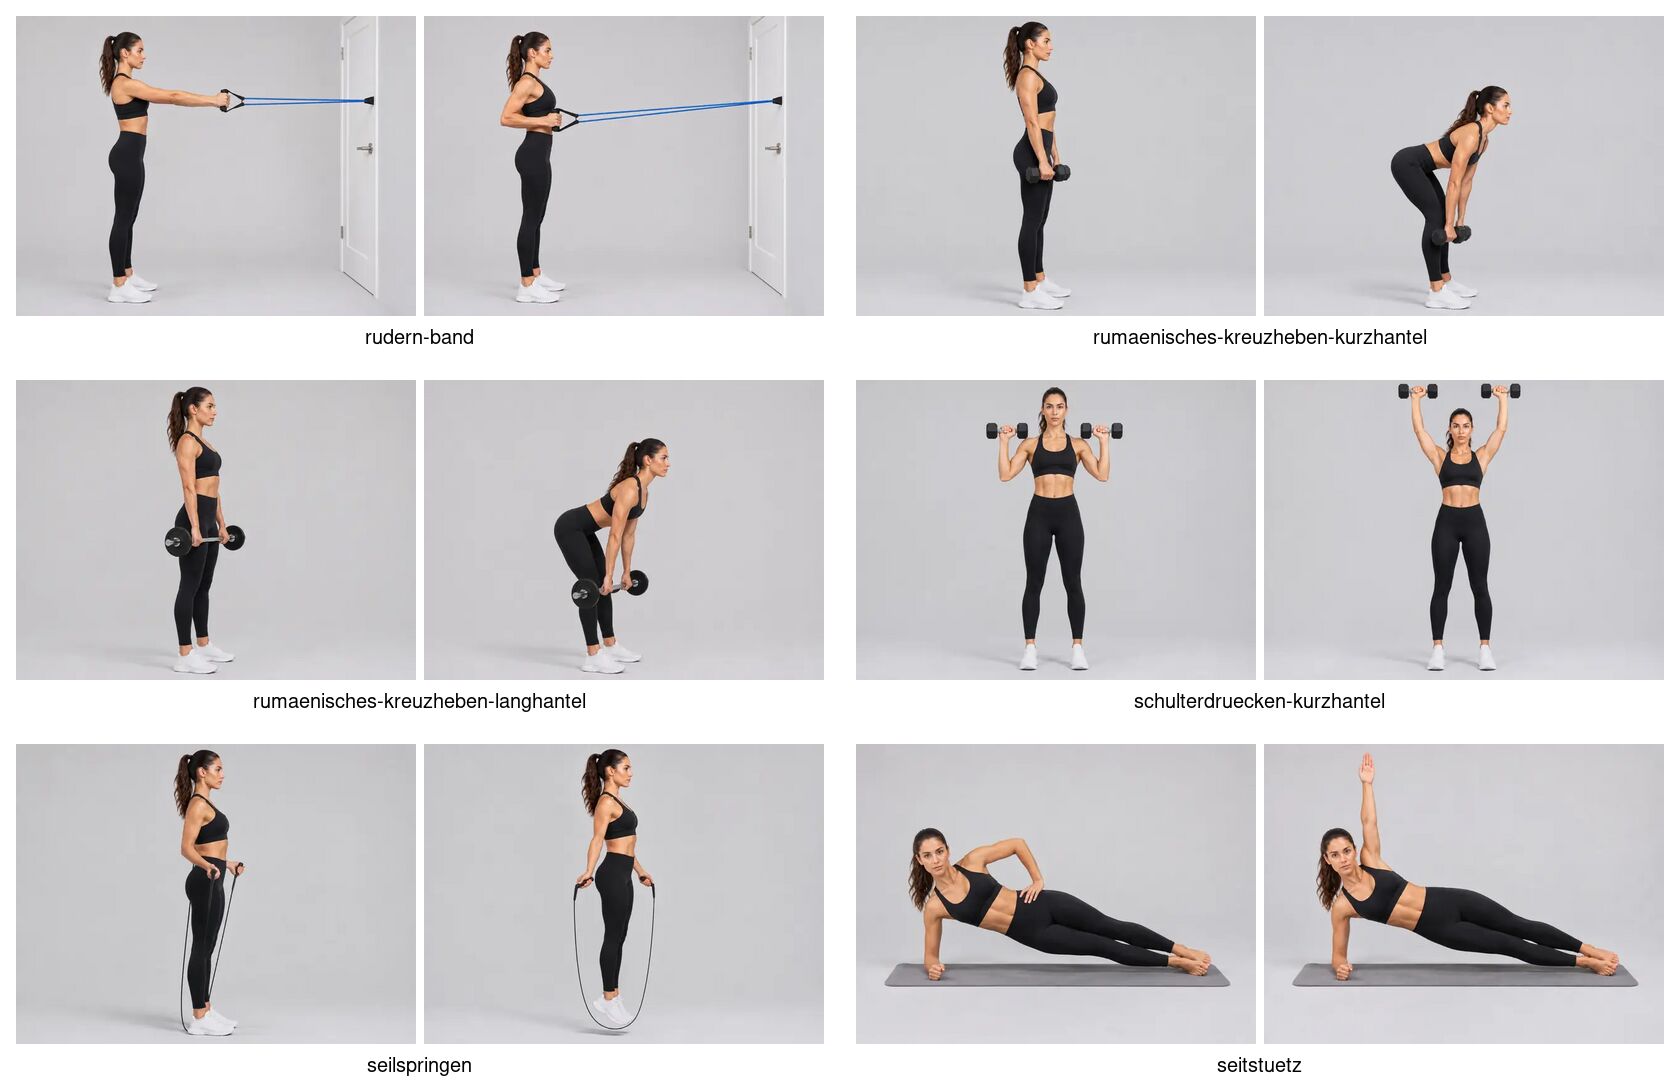 rudern-band
rumaenisches-kreuzheben-kurzhantel
rumaenisches-kreuzheben-langhantel
schulterdruecken-kurzhantel
seilspringen
seitstuetz